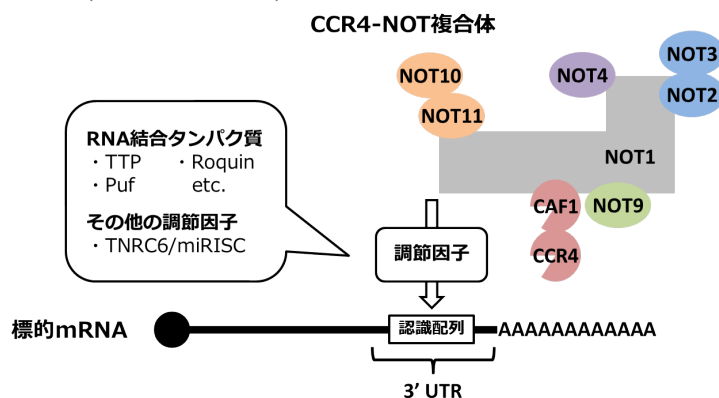 CCR4-NOT複合体
NOT3
NOT10
NOT4
NOT2
NOT11
RNA結合タンパク質
・TTP ・Roquin
・Puf etc.
NOT1
その他の調節因子
・TNRC6/miRISC
CAF1
NOT9
調節因子
CCR4
標的mRNA
認識配列
AAAAAAAAAAAA
3' UTR